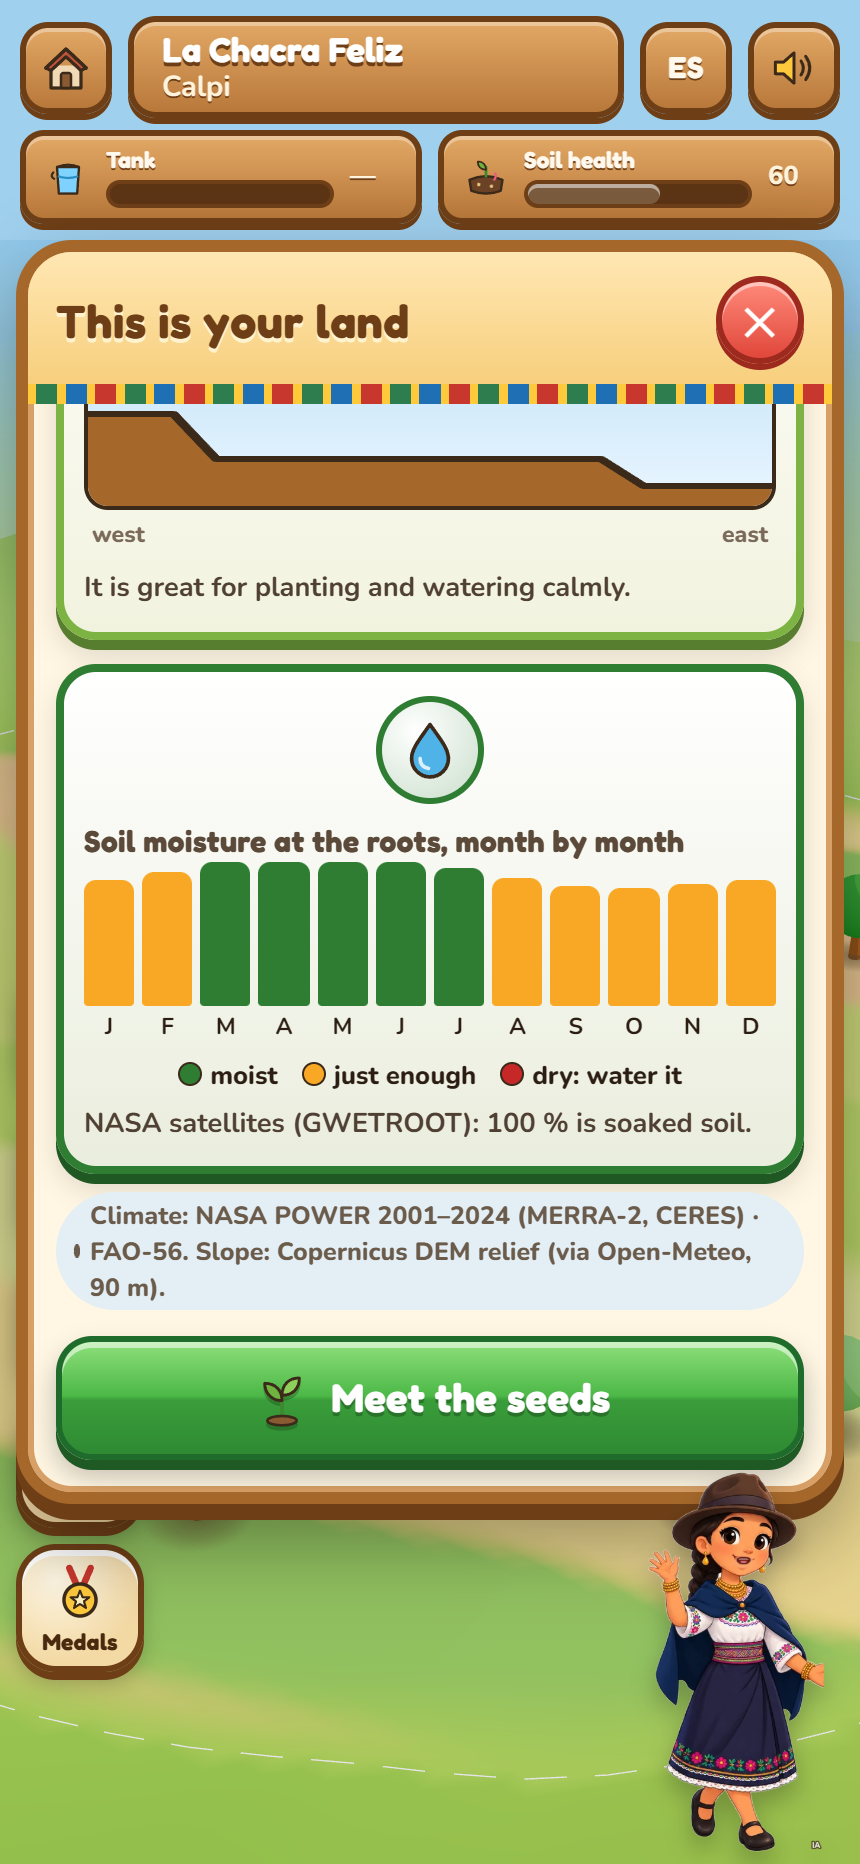 La Chacra Feliz
Calpi
ES
Tank
—
Soil health
60
This is your land
west east
It is great for planting and watering calmly.
Soil moisture at the roots, month by month
J F M A M J J A S O N D
moist just enough dry: water it
NASA satellites (GWETROOT): 100 % is soaked soil.
Climate: NASA POWER 2001–2024 (MERRA-2, CERES) ·
FAO-56. Slope: Copernicus DEM relief (via Open-Meteo,
90 m).
Meet the seeds
Medals
IA